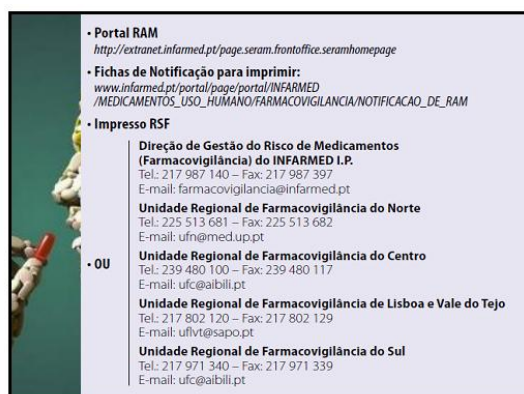 • Portal RAM
http://extranet.infarmed.pt/page.seram.frontoffice.seramhomepage
• Fichas de Notificação para imprimir:
www.infarmed.pt/portal/page/portal/INFARMED
/MEDICAMENTOS_USO_HUMANO/FARMACOVIGILANCIA/NOTIFICACAO_DE_RAM
• Impresso RSF
• OU
Direção de Gestão do Risco de Medicamentos
(Farmacovigilância) do INFARMED I.P.
Tel.: 217 987 140 – Fax: 217 987 397
E-mail: farmacovigilancia@infarmed.pt
Unidade Regional de Farmacovigilância do Norte
Tel.: 225 513 681 – Fax: 225 513 682
E-mail: ufn@med.up.pt
Unidade Regional de Farmacovigilância do Centro
Tel.: 239 480 100 – Fax: 239 480 117
E-mail: ufc@aibili.pt
Unidade Regional de Farmacovigilância de Lisboa e Vale do Tejo
Tel.: 217 802 120 – Fax: 217 802 129
E-mail: uflvt@sapo.pt
Unidade Regional de Farmacovigilância do Sul
Tel.: 217 971 340 – Fax: 217 971 339
E-mail: ufc@aibili.pt